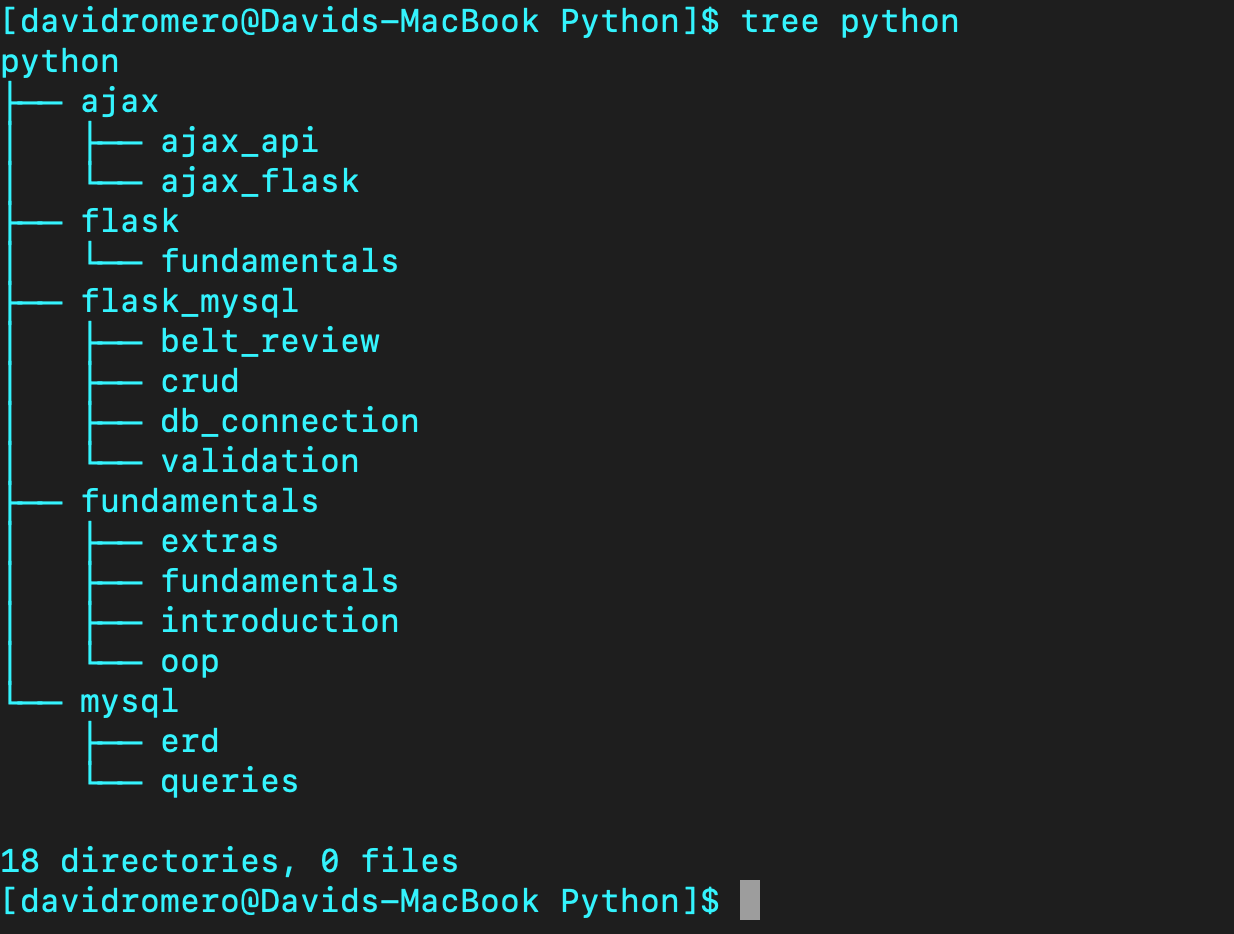 [davidromero@Davids-MacBook Python]$ tree python
python
├── ajax
│   ├── ajax_api
│   └── ajax_flask
├── flask
│   └── fundamentals
├── flask_mysql
│   ├── belt_review
│   ├── crud
│   ├── db_connection
│   └── validation
├── fundamentals
│   ├── extras
│   ├── fundamentals
│   ├── introduction
│   └── oop
└── mysql
    ├── erd
    └── queries

18 directories, 0 files
[davidromero@Davids-MacBook Python]$